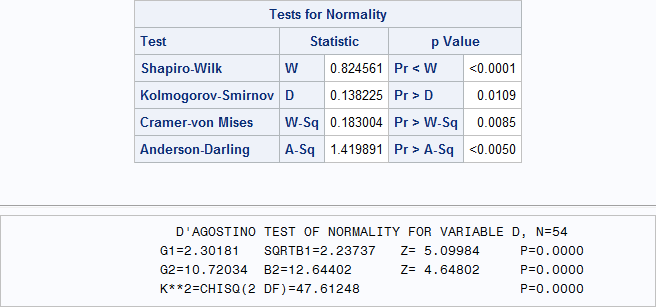 Tests for Normality
Test Statistic p Value
Shapiro-Wilk W 0.824561 Pr < W <0.0001
Kolmogorov-Smirnov D 0.138225 Pr > D 0.0109
Cramer-von Mises W-Sq 0.183004 Pr > W-Sq 0.0085
Anderson-Darling A-Sq 1.419891 Pr > A-Sq <0.0050
D'AGOSTINO TEST OF NORMALITY FOR VARIABLE D, N=54
G1=2.30181 SQRTB1=2.23737 Z= 5.09984 P=0.0000
G2=10.72034 B2=12.64402 Z= 4.64802 P=0.0000
K**2=CHISQ(2 DF)=47.61248 P=0.0000